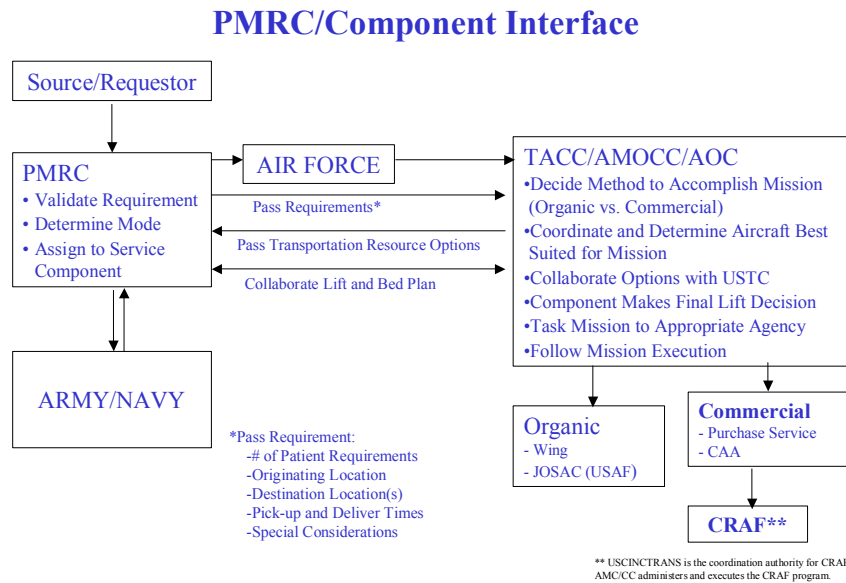 PMRC/Component Interface
Source/Requestor
PMRC
• Validate Requirement
• Determine Mode
• Assign to Service
Component
AIR FORCE
Pass Requirements*
Pass Transportation Resource Options
Collaborate Lift and Bed Plan
TACC/AMOCC/AOC
•Decide Method to Accomplish Mission
(Organic vs. Commercial)
•Coordinate and Determine Aircraft Best
Suited for Mission
•Collaborate Options with USTC
•Component Makes Final Lift Decision
•Task Mission to Appropriate Agency
•Follow Mission Execution
ARMY/NAVY
*Pass Requirement:
-# of Patient Requirements
-Originating Location
-Destination Location(s)
-Pick-up and Deliver Times
-Special Considerations
Organic
- Wing
- JOSAC (USAF)
Commercial
- Purchase Service
- CAA
CRAF**
** USCINCTRANS is the coordination authority for CRAF
AMC/CC administers and executes the CRAF program.